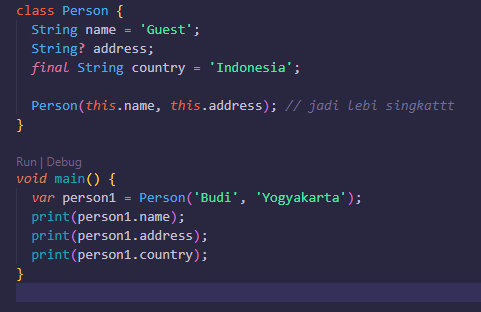 class Person {
  String name = 'Guest';
  String? address;
  final String country = 'Indonesia';

  Person(this.name, this.address); // jadi lebi singkattt
}

Run | Debug
void main() {
  var person1 = Person('Budi', 'Yogyakarta');
  print(person1.name);
  print(person1.address);
  print(person1.country);
}